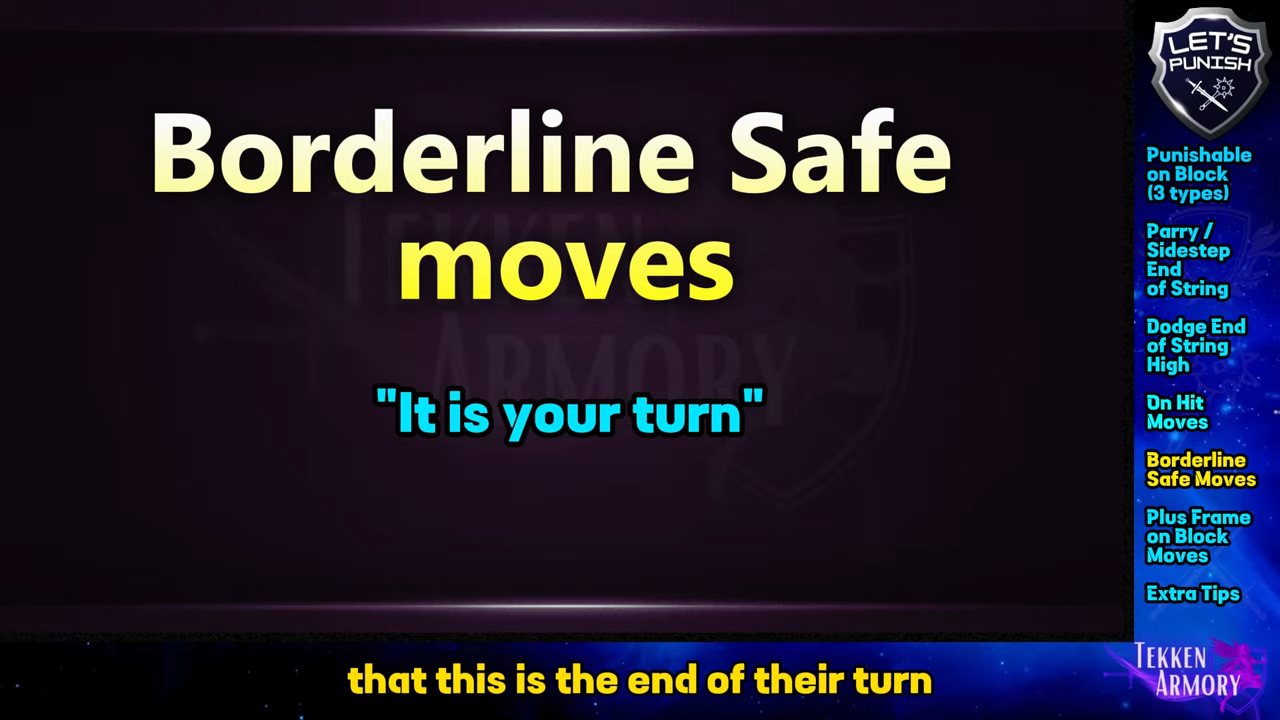 Borderline Safe
moves
"It is your turn"
that this is the end of their turn
LET'S
PUNISH
Punishable
on Block
(3 types)
Parry /
Sidestep
End
of String
Dodge End
of String
High
On Hit
Moves
Borderline
Safe Moves
Plus Frame
on Block
Moves
Extra Tips
TEKKEN
ARMORY
TEKKEN
ARMORY